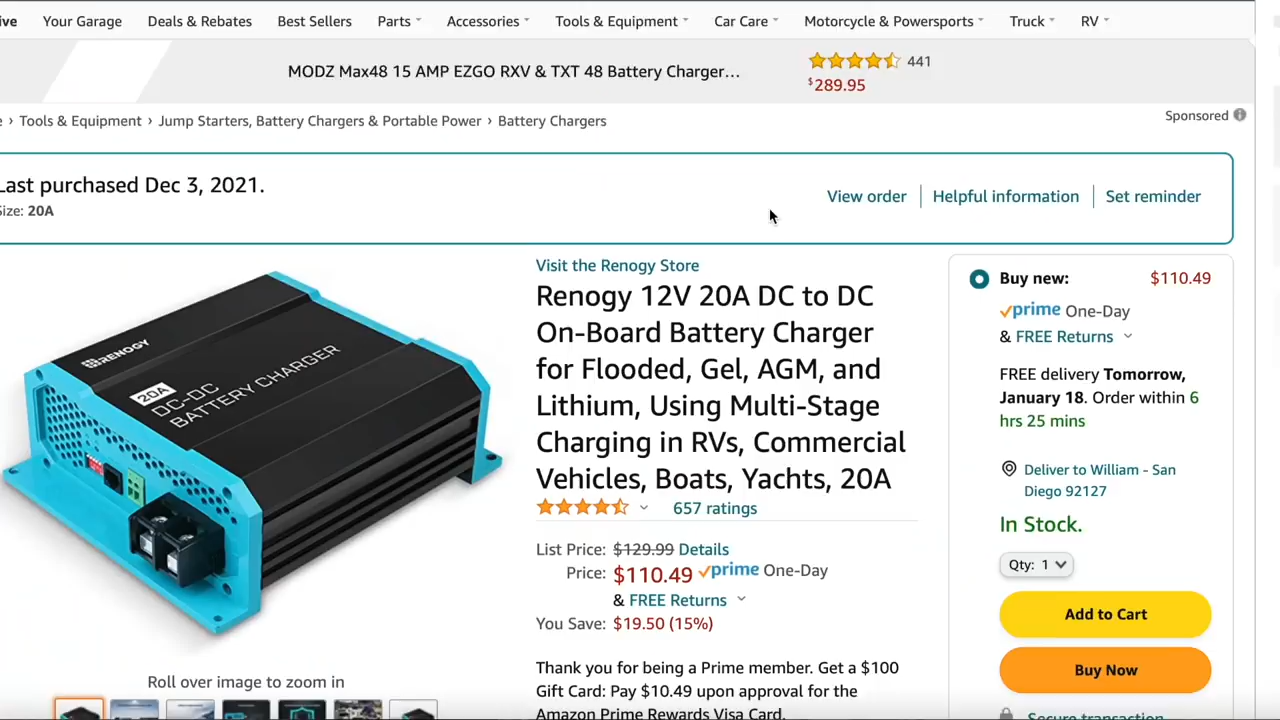 ive Your Garage Deals & Rebates Best Sellers Parts Accessories Tools & Equipment Car Care Motorcycle & Powersports Truck RV
MODZ Max48 15 AMP EZGO RXV & TXT 48 Battery Charger...
441
$289.95
e › Tools & Equipment › Jump Starters, Battery Chargers & Portable Power › Battery Chargers
Sponsored
Last purchased Dec 3, 2021.
Size: 20A
View order Helpful information Set reminder
RENOGY
20A
DC-DC
BATTERY CHARGER
Roll over image to zoom in
Visit the Renogy Store
Renogy 12V 20A DC to DC
On-Board Battery Charger
for Flooded, Gel, AGM, and
Lithium, Using Multi-Stage
Charging in RVs, Commercial
Vehicles, Boats, Yachts, 20A
657 ratings
List Price: $129.99 Details
Price: $110.49 prime One-Day
& FREE Returns
You Save: $19.50 (15%)
Thank you for being a Prime member. Get a $100
Gift Card: Pay $10.49 upon approval for the
Amazon Prime Rewards Visa Card.
Buy new: $110.49
prime One-Day
& FREE Returns
FREE delivery Tomorrow,
January 18. Order within 6
hrs 25 mins
Deliver to William - San
Diego 92127
In Stock.
Qty: 1
Add to Cart
Buy Now
Secure transaction